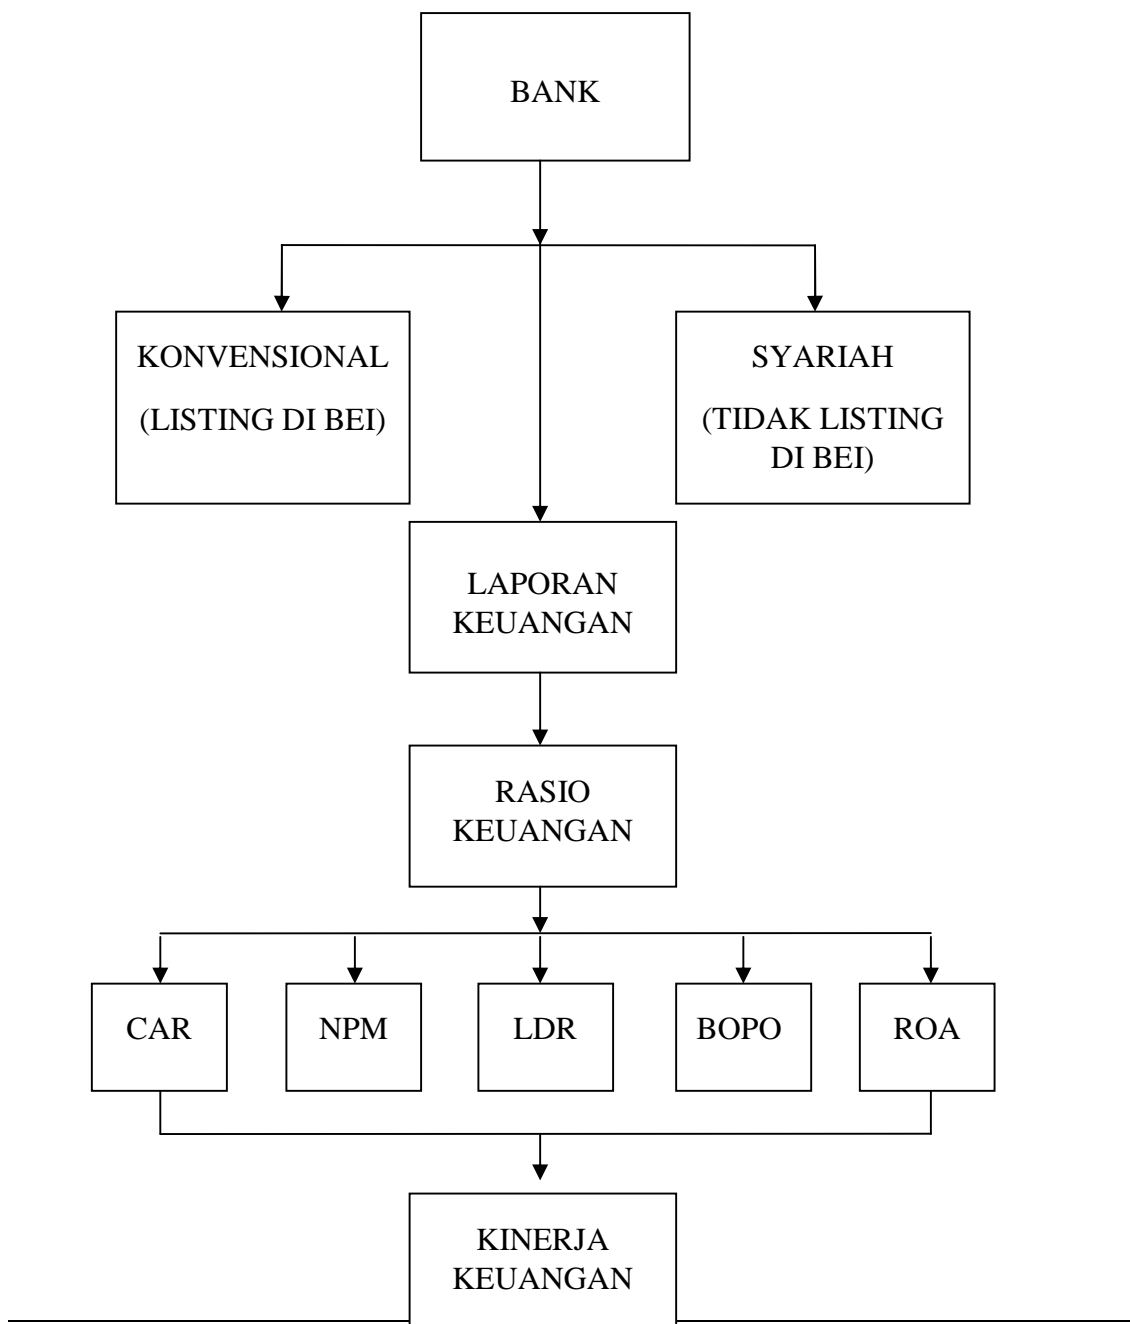 BANK
KONVENSIONAL
(LISTING DI BEI)
SYARIAH
(TIDAK LISTING
DI BEI)
LAPORAN
KEUANGAN
RASIO
KEUANGAN
CAR
NPM
LDR
BOPO
ROA
KINERJA
KEUANGAN